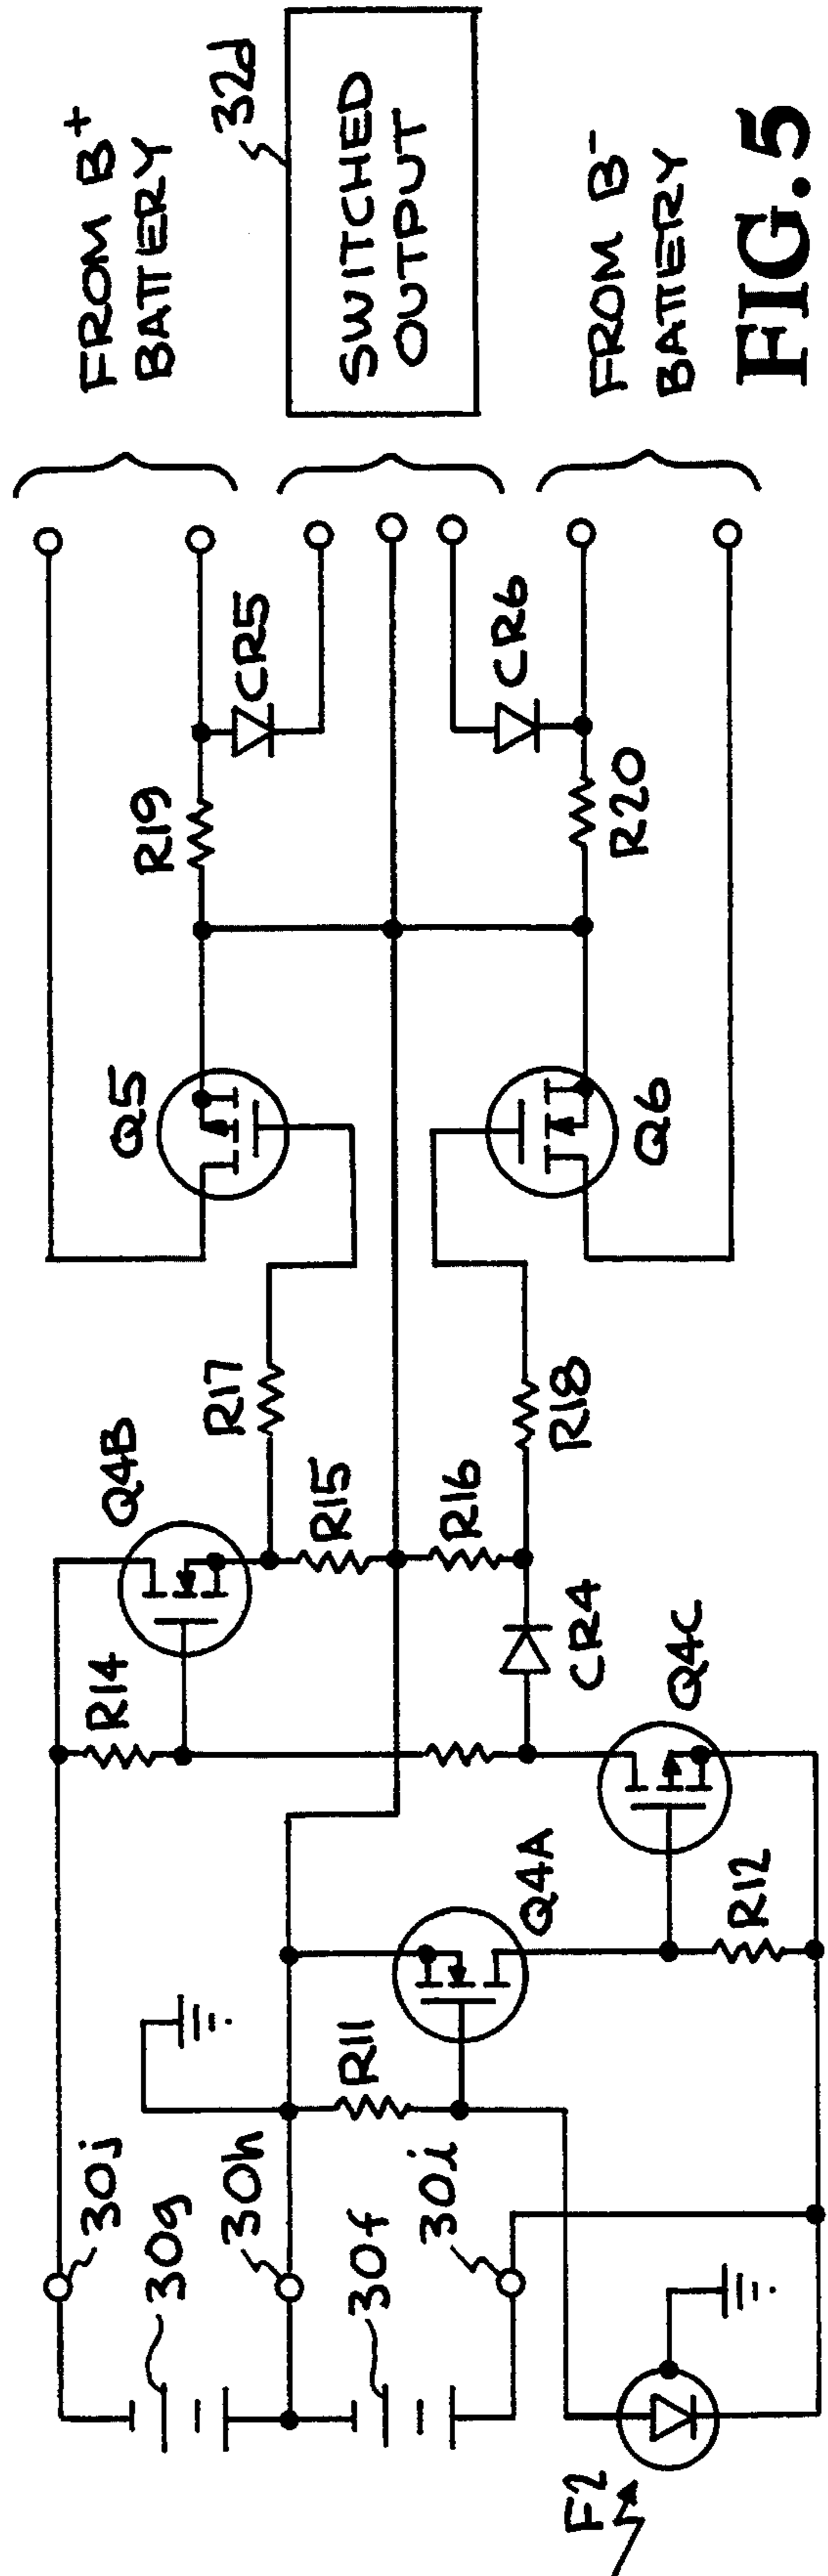 FROM B+
BATTERY
32d
SWITCHED
OUTPUT
FROM B-
BATTERY
FIG.5
CR5
CR6
R19
R20
Q5
Q6
R17
R18
Q4B
R15
R16
R14
CR4
Q4C
Q4A
R12
R11
30j
30g
30h
30f
30i
F2